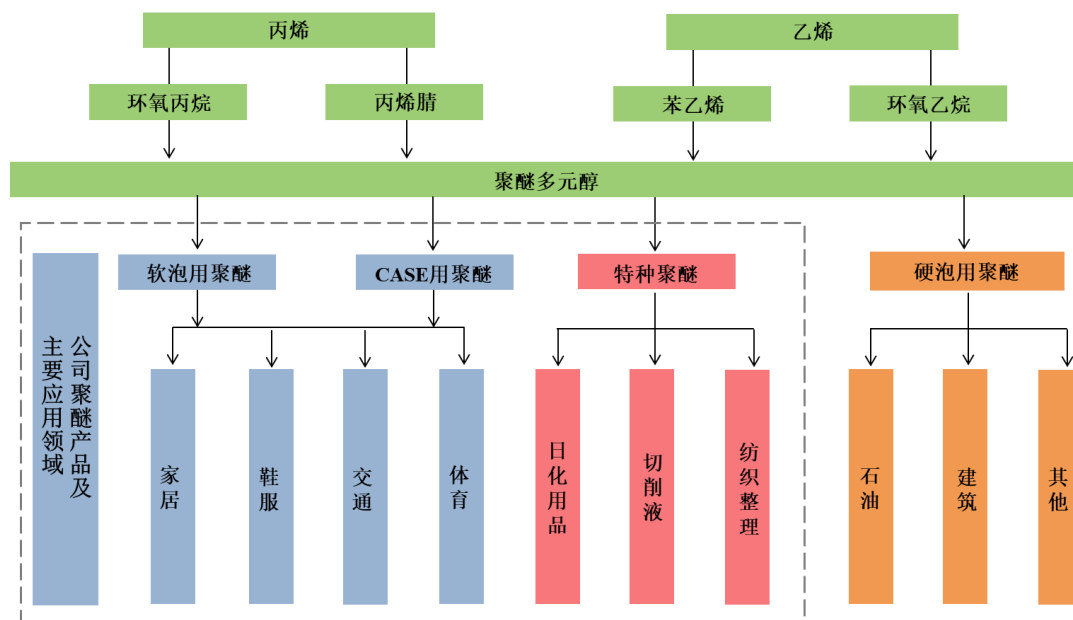 丙烯
乙烯
环氧丙烷
丙烯腈
苯乙烯
环氧乙烷
聚醚多元醇
软泡用聚醚
CASE用聚醚
特种聚醚
硬泡用聚醚
公司聚醚产品及
主要应用领域
家居
鞋服
交通
体育
日化用品
切削液
纺织整理
石油
建筑
其他